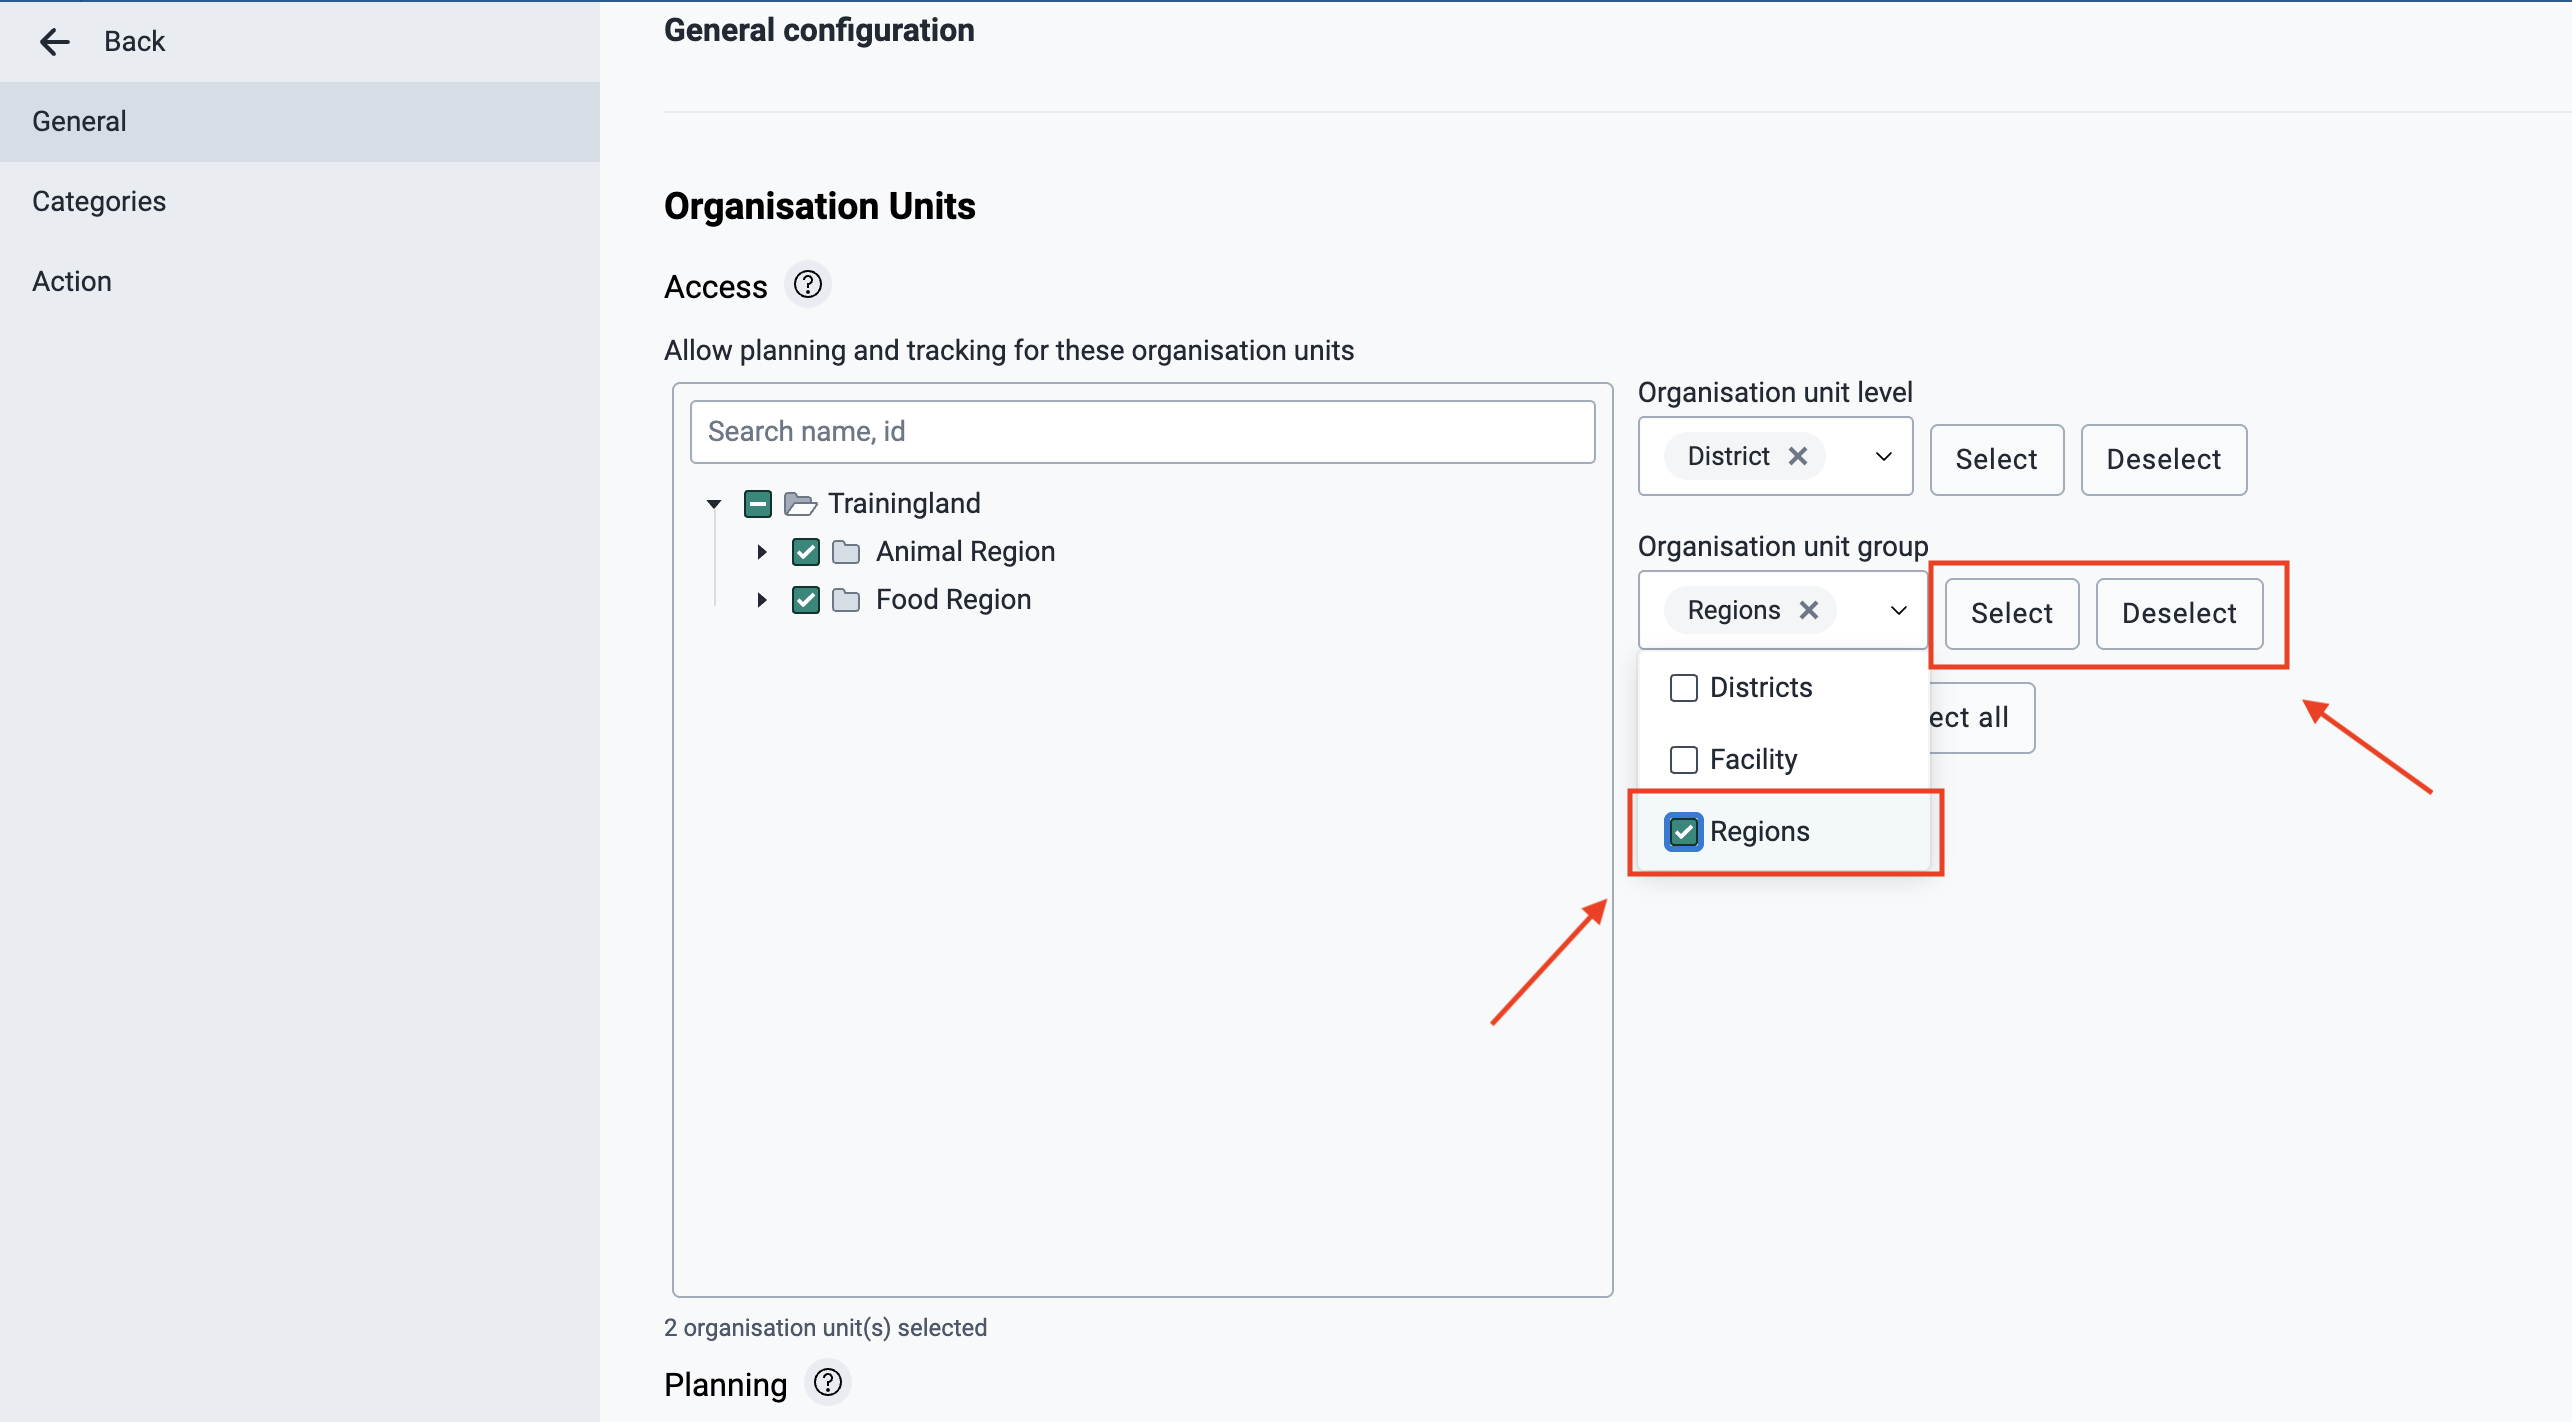 Back
General
Categories
Action
General configuration
Organisation Units
Access
Allow planning and tracking for these organisation units
Search name, id
Trainingland
Animal Region
Food Region
2 organisation unit(s) selected
Organisation unit level
District
Select
Deselect
Organisation unit group
Regions
Select
Deselect
Districts
Facility
Regions
ect all
Planning